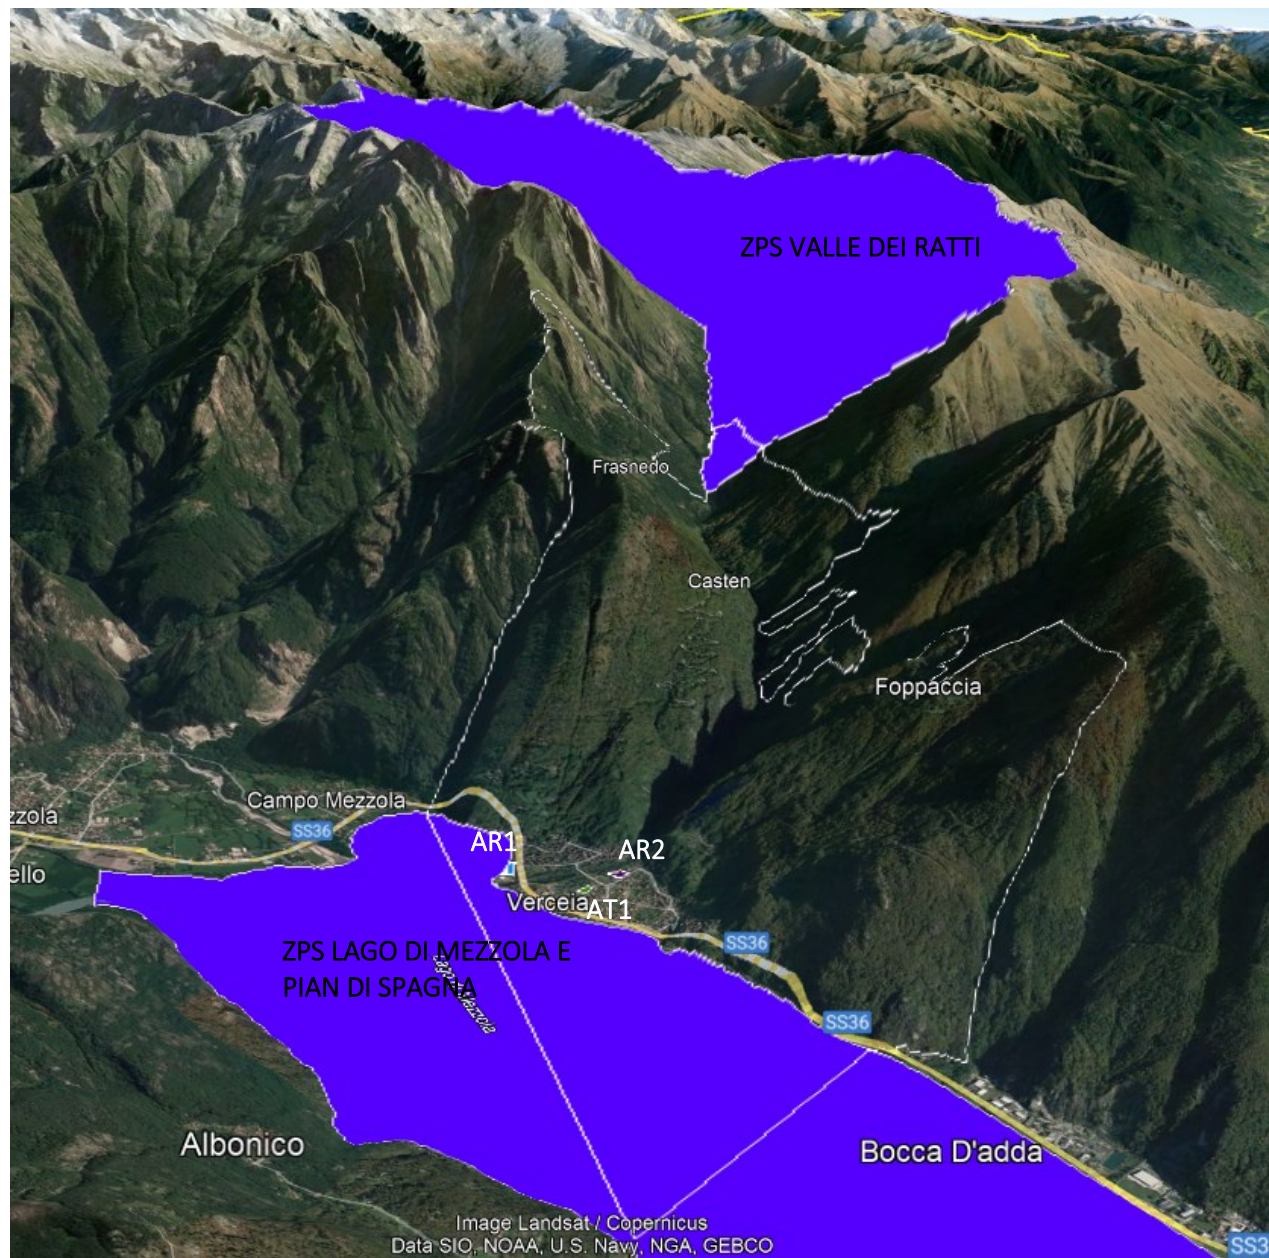 ZPS VALLE DEI RATTI
Frasnedo
Casten
Foppaccia
Campo Mezzola
zzola
SS36
AR1
AR2
ello
Verceia
AT1
ZPS LAGO DI MEZZOLA E
PIAN DI SPAGNA
SS36
SS36
Albonico
Bocca D'adda
Image Landsat / Copernicus
Data SIO, NOAA, U.S. Navy, NGA, GEBCO
SS3